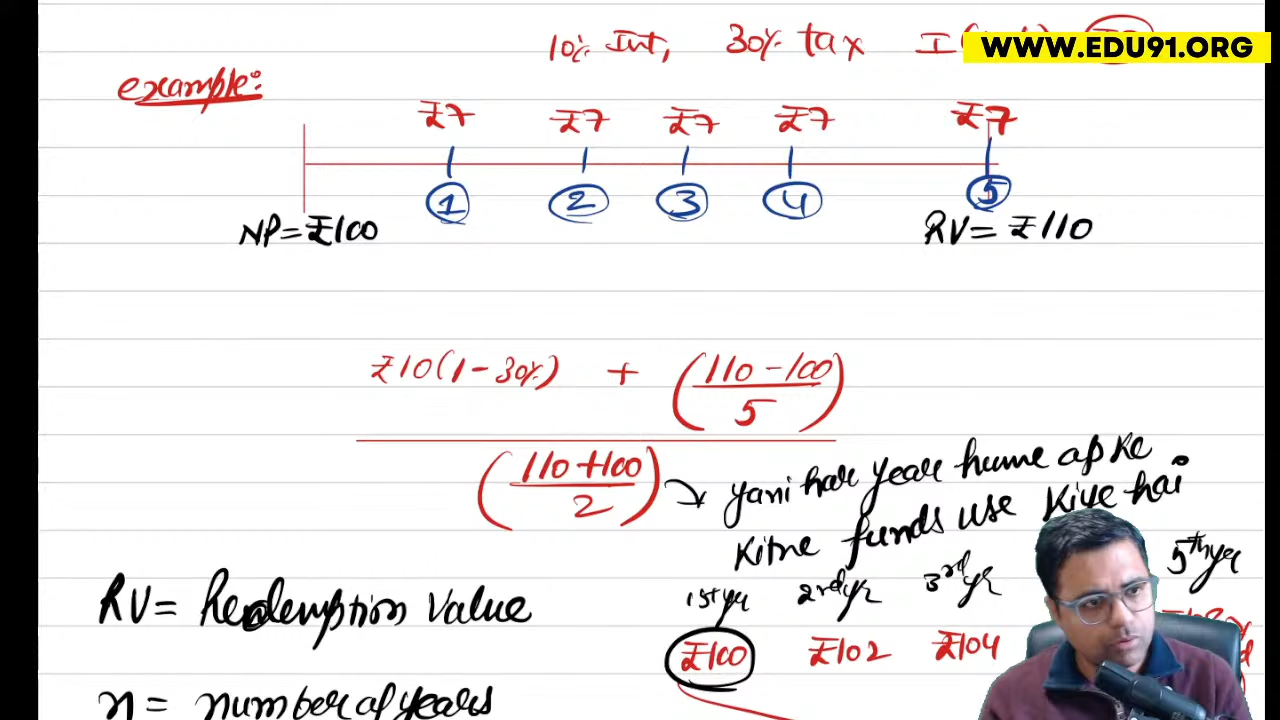 WWW.EDU91.ORG
10% Int, 30% tax I
example:
₹7 ₹7 ₹7 ₹7 ₹7
1 2 3 4 5
NP = ₹100 RV = ₹110
₹10(1-30%) + (110-100
5)
(110+100
2) → yani har year hume apke
kitne funds use kiye hai
RV = Redemption Value
1st yr 2nd yr 3rd yr 5th yr
₹100 ₹102 ₹104
n = number of years